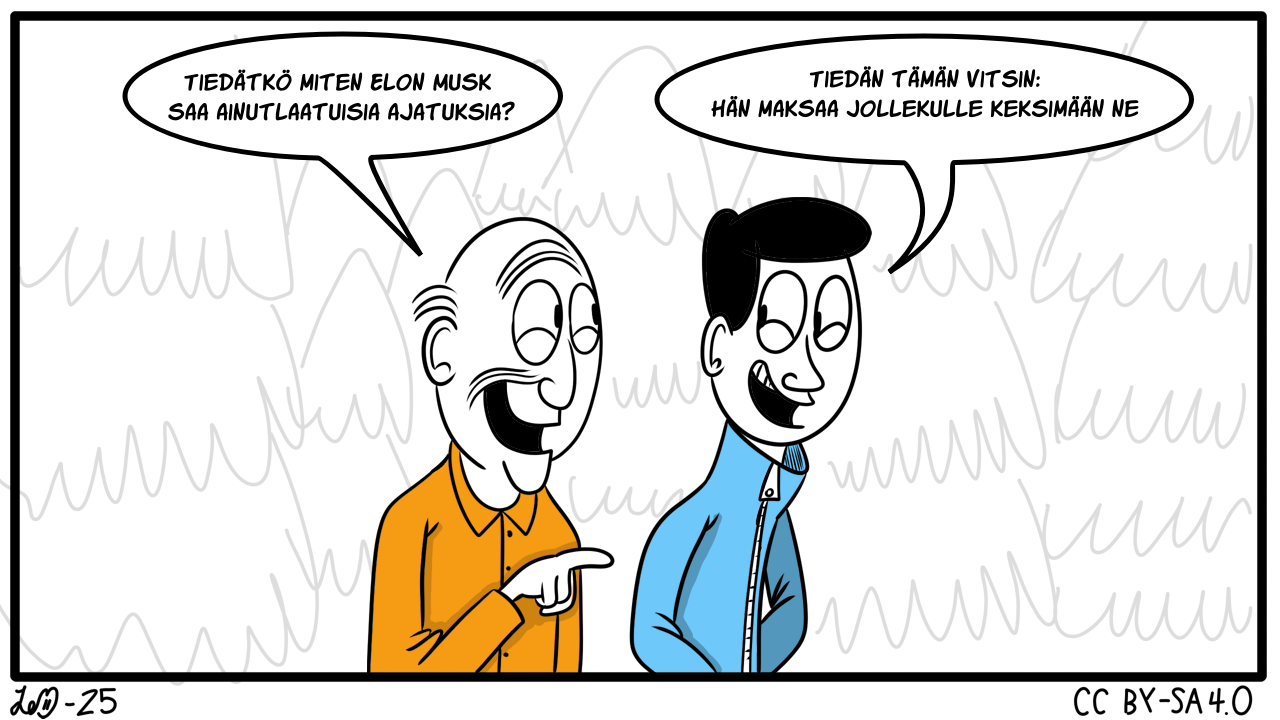 TIEDÄTKÖ MITEN ELON MUSK
SAA AINUTLAATUISIA AJATUKSIA?
TIEDÄN TÄMÄN VITSIN:
HÄN MAKSAA JOLLEKULLE KEKSIMÄÄN NE
-25
CC BY-SA 4.0